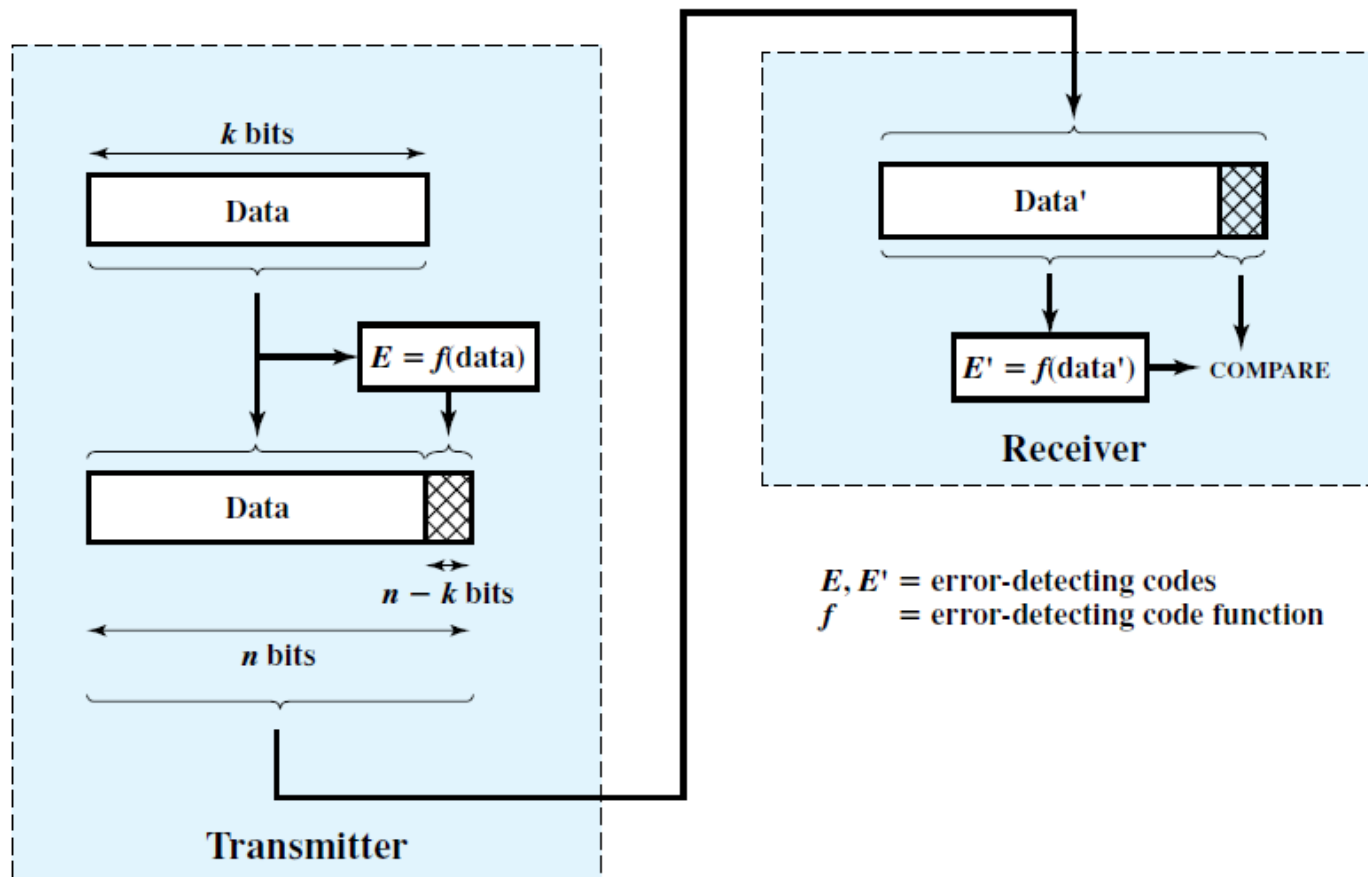 k bits
Data
E = f(data)
Data
n − k bits
n bits
Transmitter
Data'
E' = f(data')
COMPARE
Receiver
E, E' = error-detecting codes
f = error-detecting code function